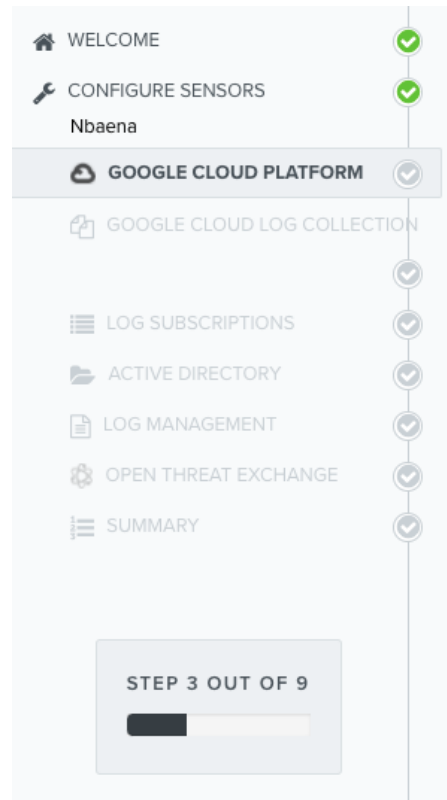 WELCOME
CONFIGURE SENSORS
Nbaena
GOOGLE CLOUD PLATFORM
GOOGLE CLOUD LOG COLLECTION
LOG SUBSCRIPTIONS
ACTIVE DIRECTORY
LOG MANAGEMENT
OPEN THREAT EXCHANGE
SUMMARY
STEP 3 OUT OF 9